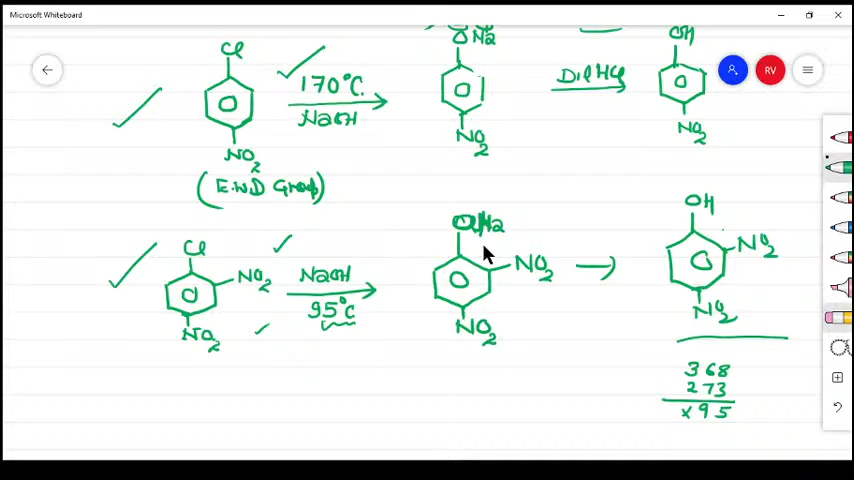 Microsoft Whiteboard
RV
Cl
170°C.
NaOH
NO2
(E.W.D Group)
O Na
NO2
Dil HCl
OH
NO2
Cl
NO2
NO2
NaOH
95°C
ONa
NO2
NO2
OH
NO2
NO2
368
273
x95